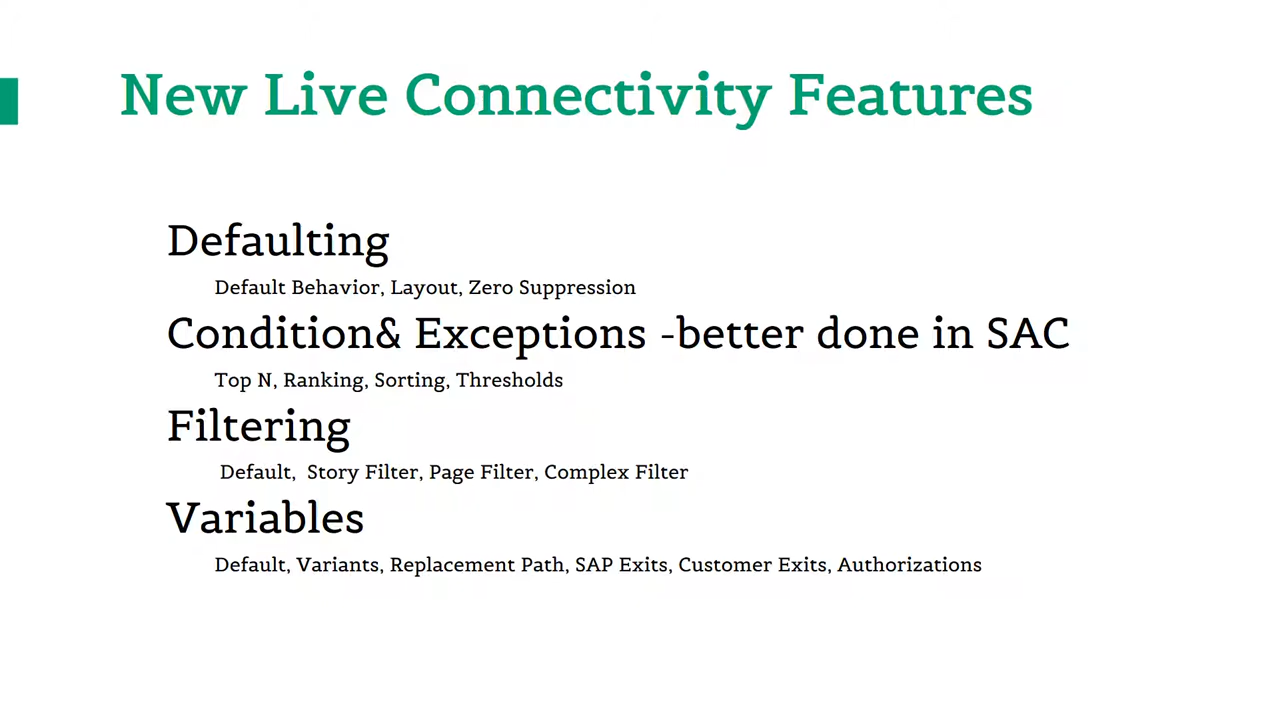 New Live Connectivity Features
Defaulting
Default Behavior, Layout, Zero Suppression
Condition& Exceptions -better done in SAC
Top N, Ranking, Sorting, Thresholds
Filtering
Default,  Story Filter, Page Filter, Complex Filter
Variables
Default, Variants, Replacement Path, SAP Exits, Customer Exits, Authorizations